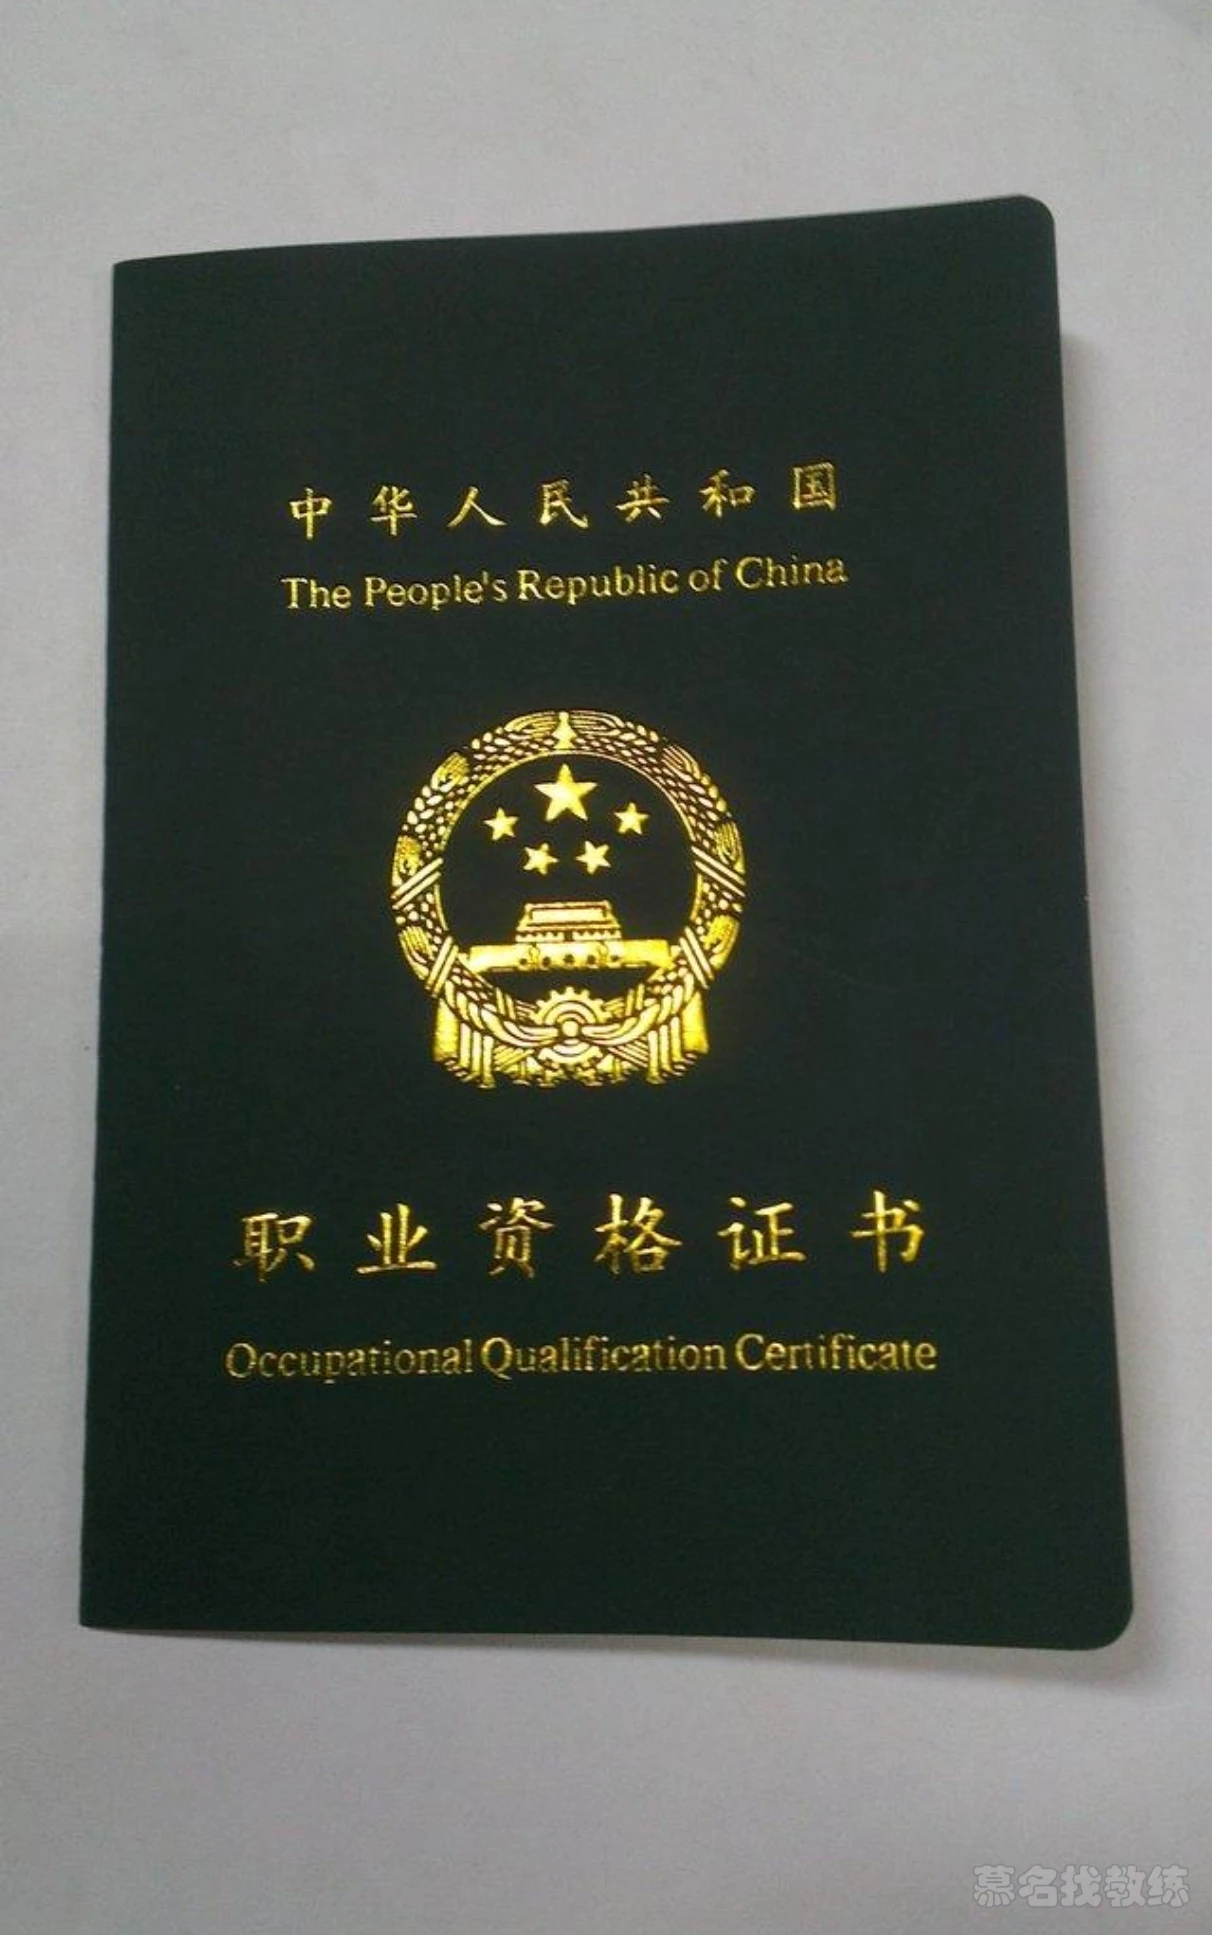 中华人民共和国
The People's Republic of China
职业资格证书
Occupational Qualification Certificate
慕名找教练